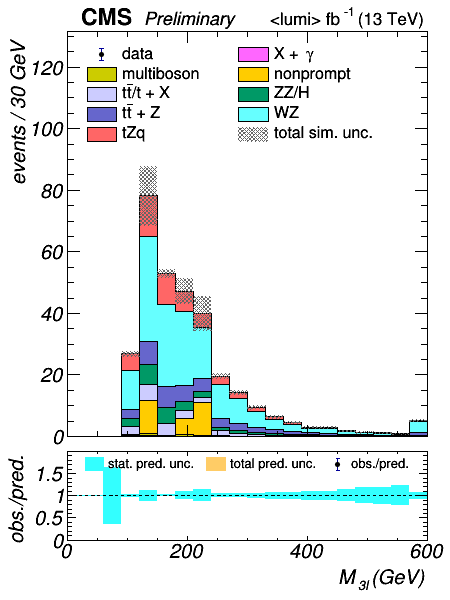 CMS Preliminary <lumi> fb⁻¹ (13 TeV)
events / 30 GeV
data
X + γ
multiboson
nonprompt
tt̄/t + X
ZZ/H
tt̄ + Z
WZ
tZq
total sim. unc.
120
100
80
60
40
20
0
obs./pred.
stat. pred. unc.
total pred. unc.
obs./pred.
1.5
1
0.5
0
0 200 400 600
M₃ₗ (GeV)